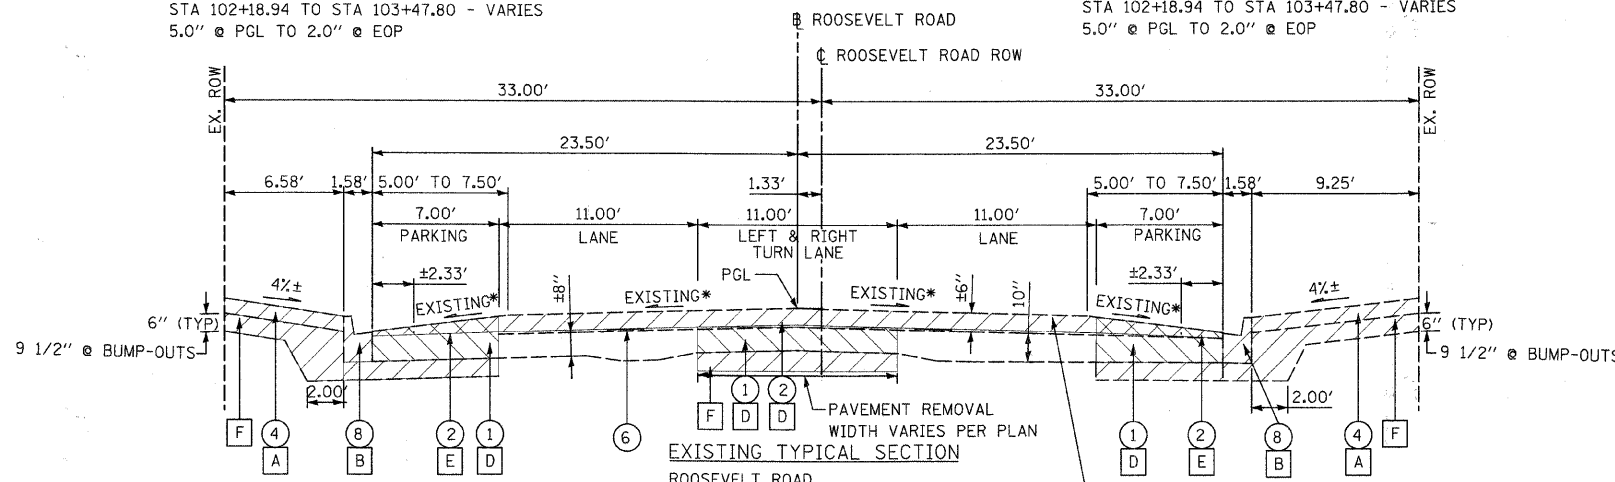 STA 102+18.94 TO STA 103+47.80 - VARIES
5.0" @ PGL TO 2.0" @ EOP
STA 102+18.94 TO STA 103+47.80 - VARIES
5.0" @ PGL TO 2.0" @ EOP
℄ ROOSEVELT ROAD ROW
ROOSEVELT ROAD
EX. ROW
EX. ROW
33.00' 33.00'
23.50' 23.50'
6.58' 1.58' 5.00' TO 7.50' 1.33' 5.00' TO 7.50' 1.58' 9.25'
7.00' 11.00' 11.00' 11.00' 7.00'
PARKING LANE LEFT & RIGHT LANE PARKING
TURN LANE
±2.33' PGL ±2.33'
4%± EXISTING* ±8" EXISTING* EXISTING* ±6" 10" EXISTING* 4%±
6" (TYP) 6" (TYP)
9 1/2" @ BUMP-OUTS 9 1/2" @ BUMP-OUTS
2.00' 2.00'
F 4 8 2 1 6 F 1 2 1 2 8 4 F
A B E D D D D E B A
PAVEMENT REMOVAL
WIDTH VARIES PER PLAN
EXISTING TYPICAL SECTION
ROOSEVELT ROAD